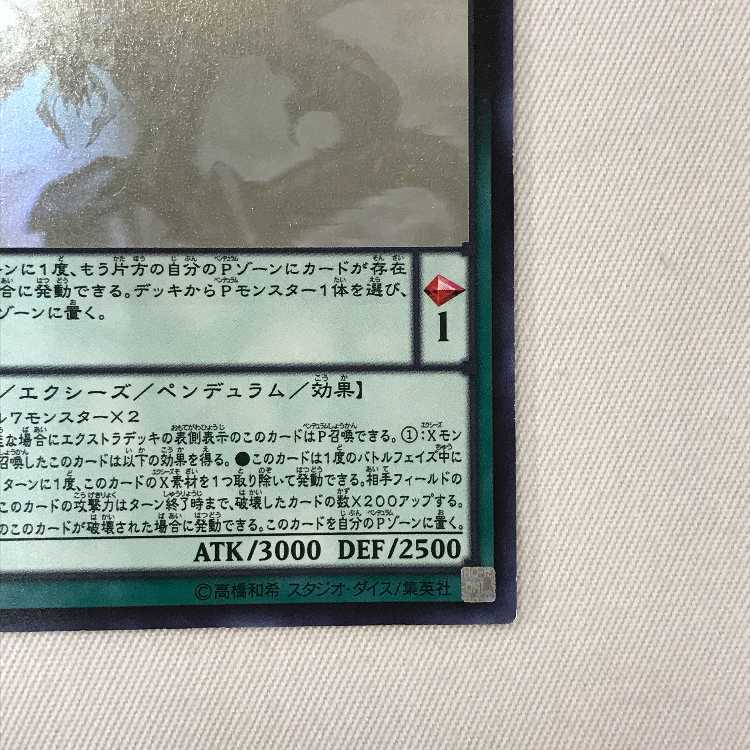 ンに1度、もう片方の自分のPゾーンにカードが存在
合に発動できる。デッキからPモンスター1体を選び、
ゾーンに置く。
1
／エクシーズ／ペンデュラム／効果】
ル7モンスター×2
な場合にエクストラデッキの表側表示のこのカードはP召喚できる。①：Xモン
召喚したこのカードは以下の効果を得る。●このカードは1度のバトルフェイズ中に
ターンに1度、このカードのX素材を1つ取り除いて発動できる。相手フィールドの
このカードの攻撃力はターン終了時まで、破壊したカードの数×200アップする。
のこのカードが破壊された場合に発動できる。このカードを自分のPゾーンに置く。
ATK/3000 DEF/2500
©高橋和希 スタジオ・ダイス/集英社